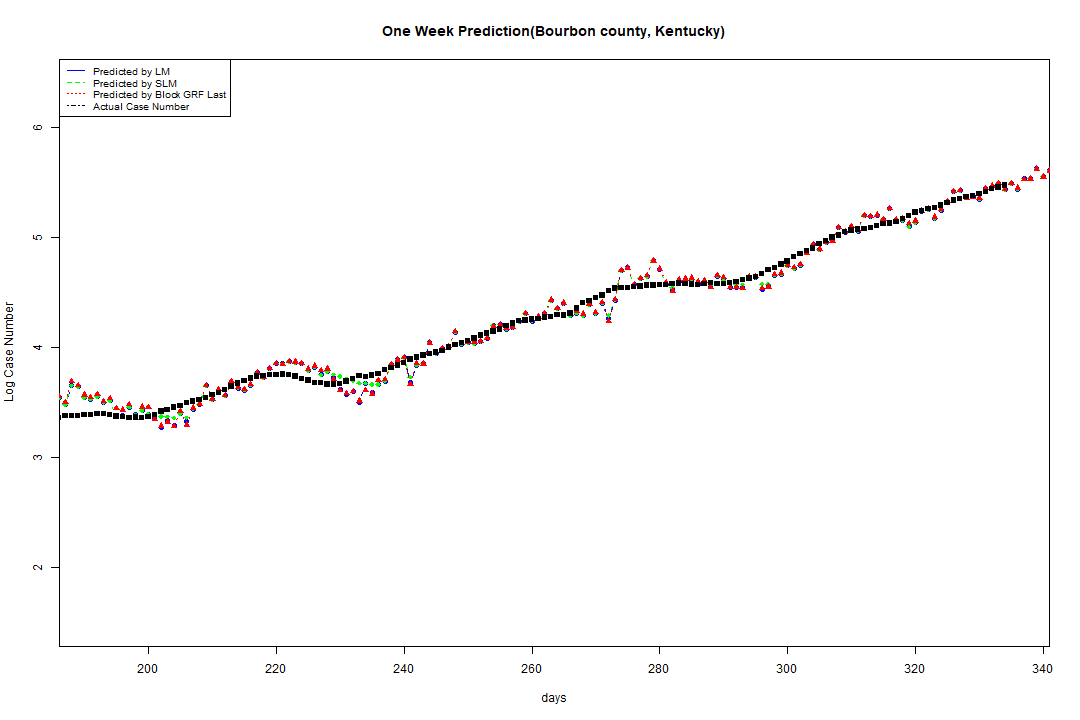 One Week Prediction(Bourbon county, Kentucky)
Predicted by LM
Predicted by SLM
Predicted by Block GRF Last
Actual Case Number
6
5
4
3
2
Log Case Number
200 220 240 260 280 300 320 340
days